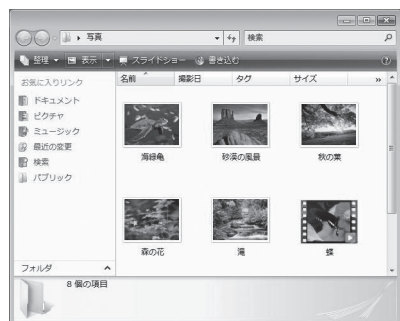 写真
検索
整理 表示 スライドショー 書き込む
お気に入りリンク
ドキュメント
ピクチャ
ミュージック
最近の変更
検索
パブリック
フォルダ
名前 撮影日 タグ サイズ »
海緑亀 砂漠の風景 秋の葉
森の花 滝 蝶
8 個の項目